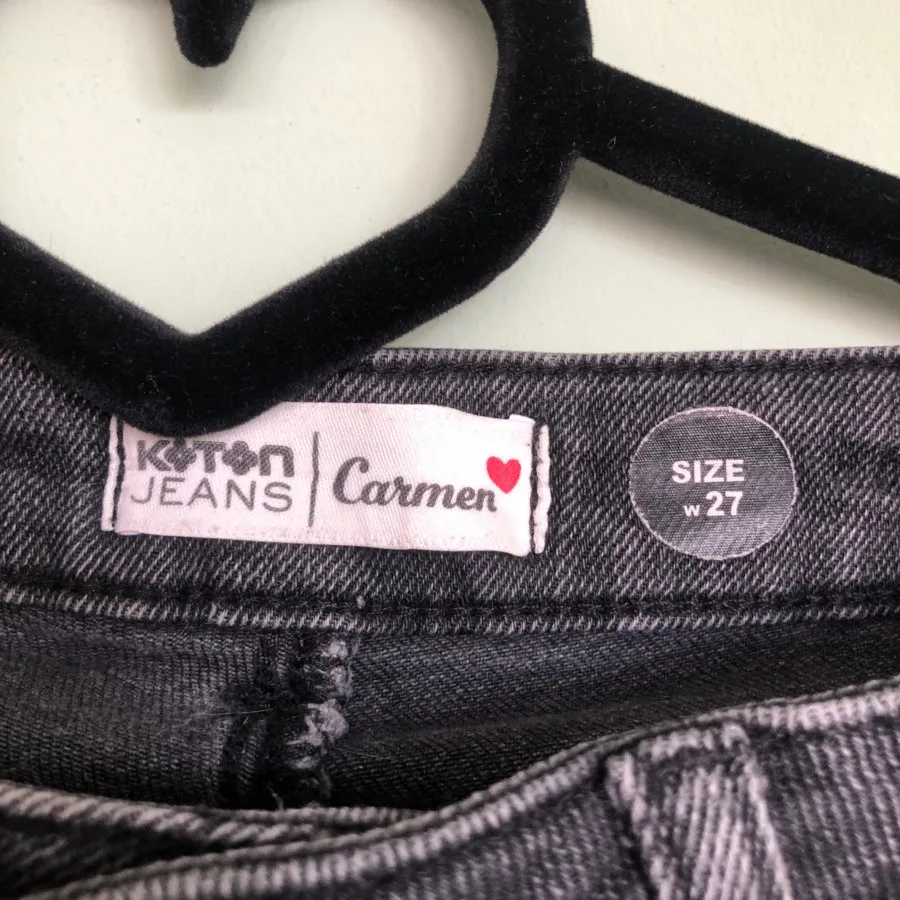 KOTON
JEANS
Carmen
SIZE
W 27